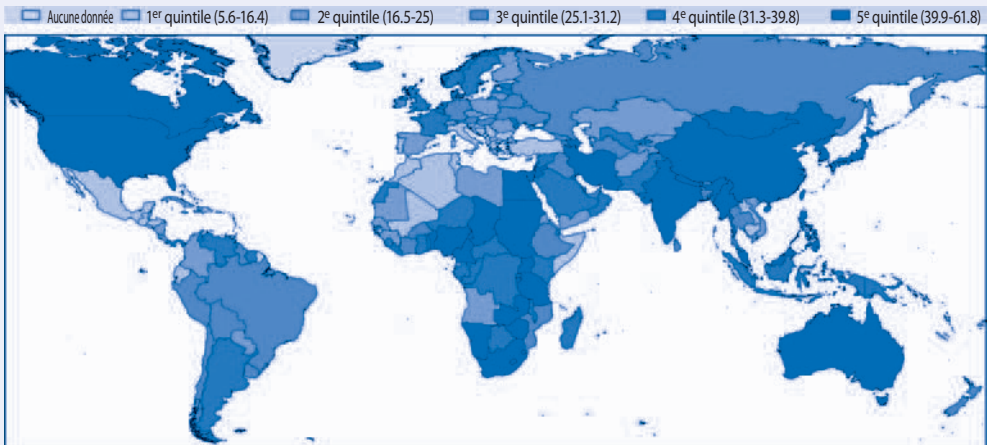 Aucune donnée 1er quintile (5.6-16.4) 2e quintile (16.5-25) 3e quintile (25.1-31.2) 4e quintile (31.3-39.8) 5e quintile (39.9-61.8)